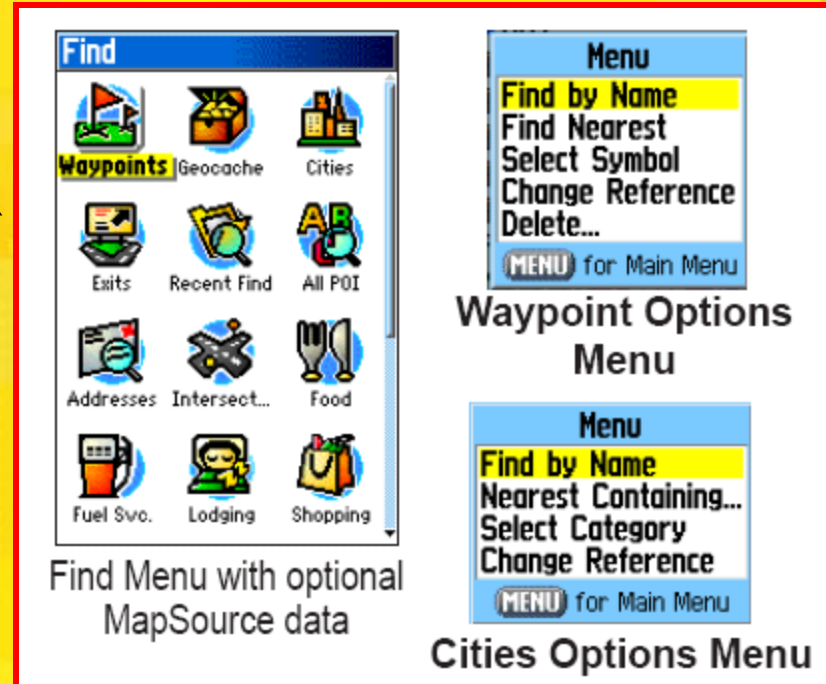 Find
Waypoints Geocache Cities
Exits Recent Find All POI
Addresses Intersect... Food
Fuel Svc. Lodging Shopping
Find Menu with optional
MapSource data
Menu
Find by Name
Find Nearest
Select Symbol
Change Reference
Delete...
MENU for Main Menu
Waypoint Options
Menu
Menu
Find by Name
Nearest Containing...
Select Category
Change Reference
MENU for Main Menu
Cities Options Menu